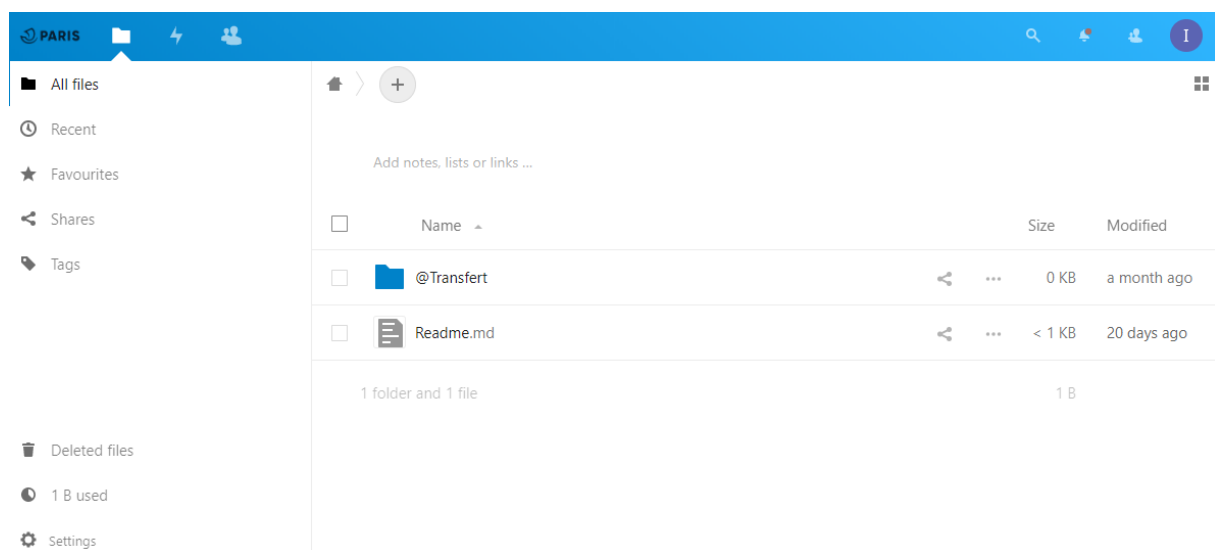 PARIS
I
All files
+
Recent
Add notes, lists or links ...
Favourites
Shares
Name Size Modified
Tags
@Transfert 0 KB a month ago
Readme.md < 1 KB 20 days ago
1 folder and 1 file 1 B
Deleted files
1 B used
Settings